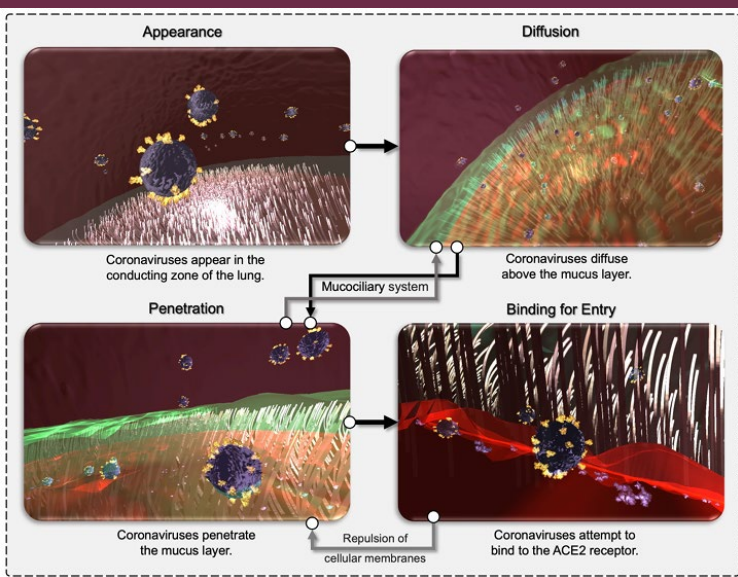 Appearance
Diffusion
Coronaviruses appear in the
conducting zone of the lung.
Coronaviruses diffuse
above the mucus layer.
Mucociliary system
Penetration
Binding for Entry
Coronaviruses penetrate
the mucus layer.
Repulsion of
cellular membranes
Coronaviruses attempt to
bind to the ACE2 receptor.